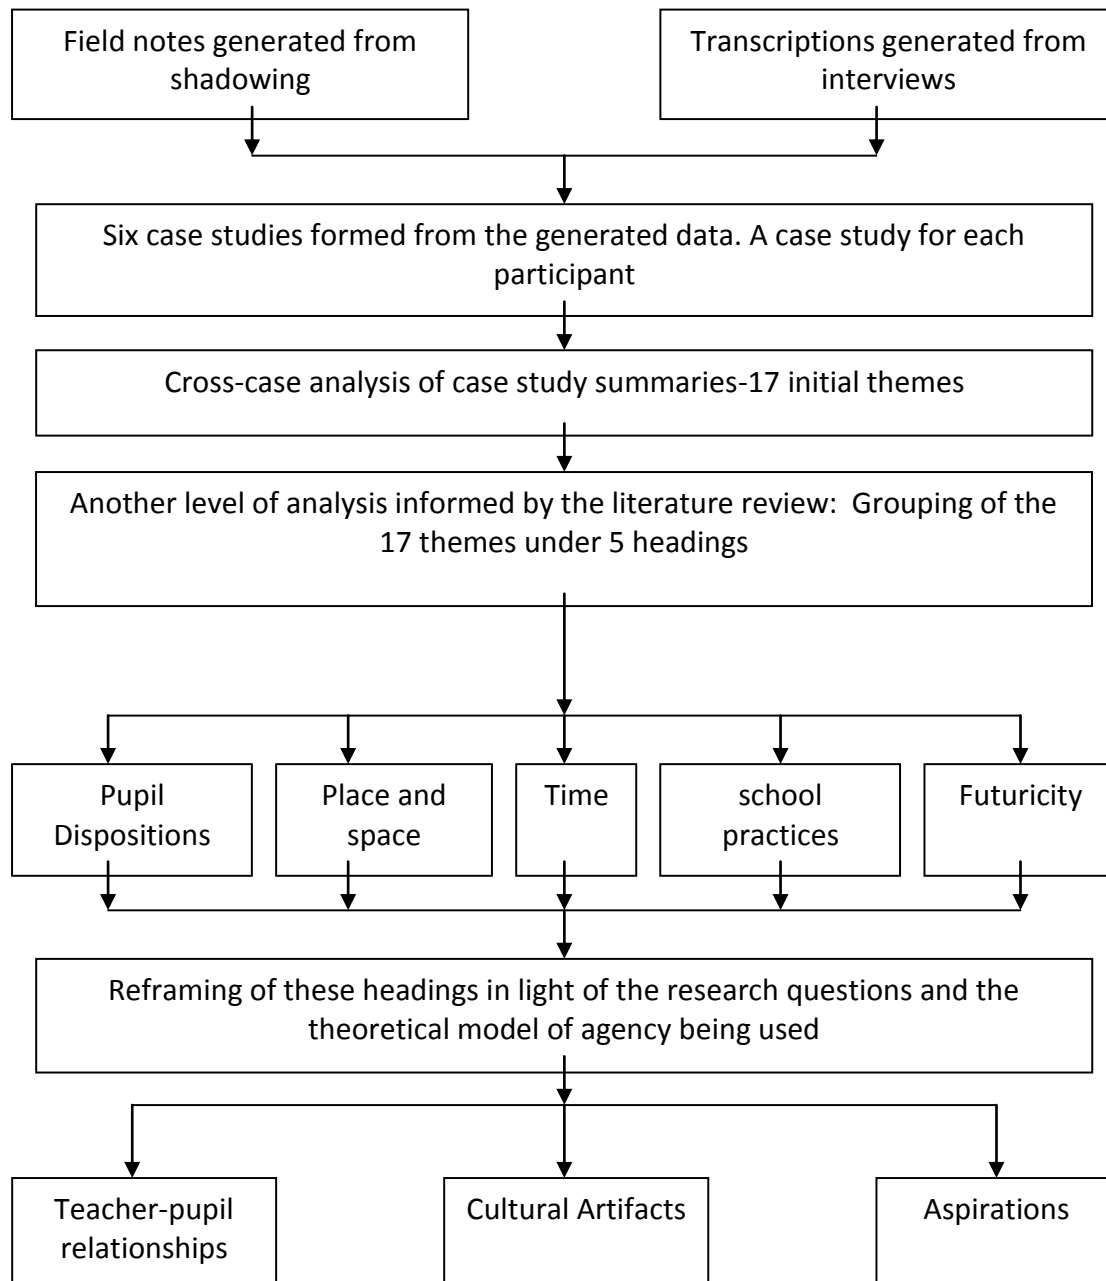 Field notes generated from
shadowing
Transcriptions generated from
interviews
Six case studies formed from the generated data. A case study for each
participant
Cross-case analysis of case study summaries-17 initial themes
Another level of analysis informed by the literature review:  Grouping of the
17 themes under 5 headings
Pupil
Dispositions
Place and
space
Time
school
practices
Futuricity
Reframing of these headings in light of the research questions and the
theoretical model of agency being used
Teacher-pupil
relationships
Cultural Artifacts
Aspirations